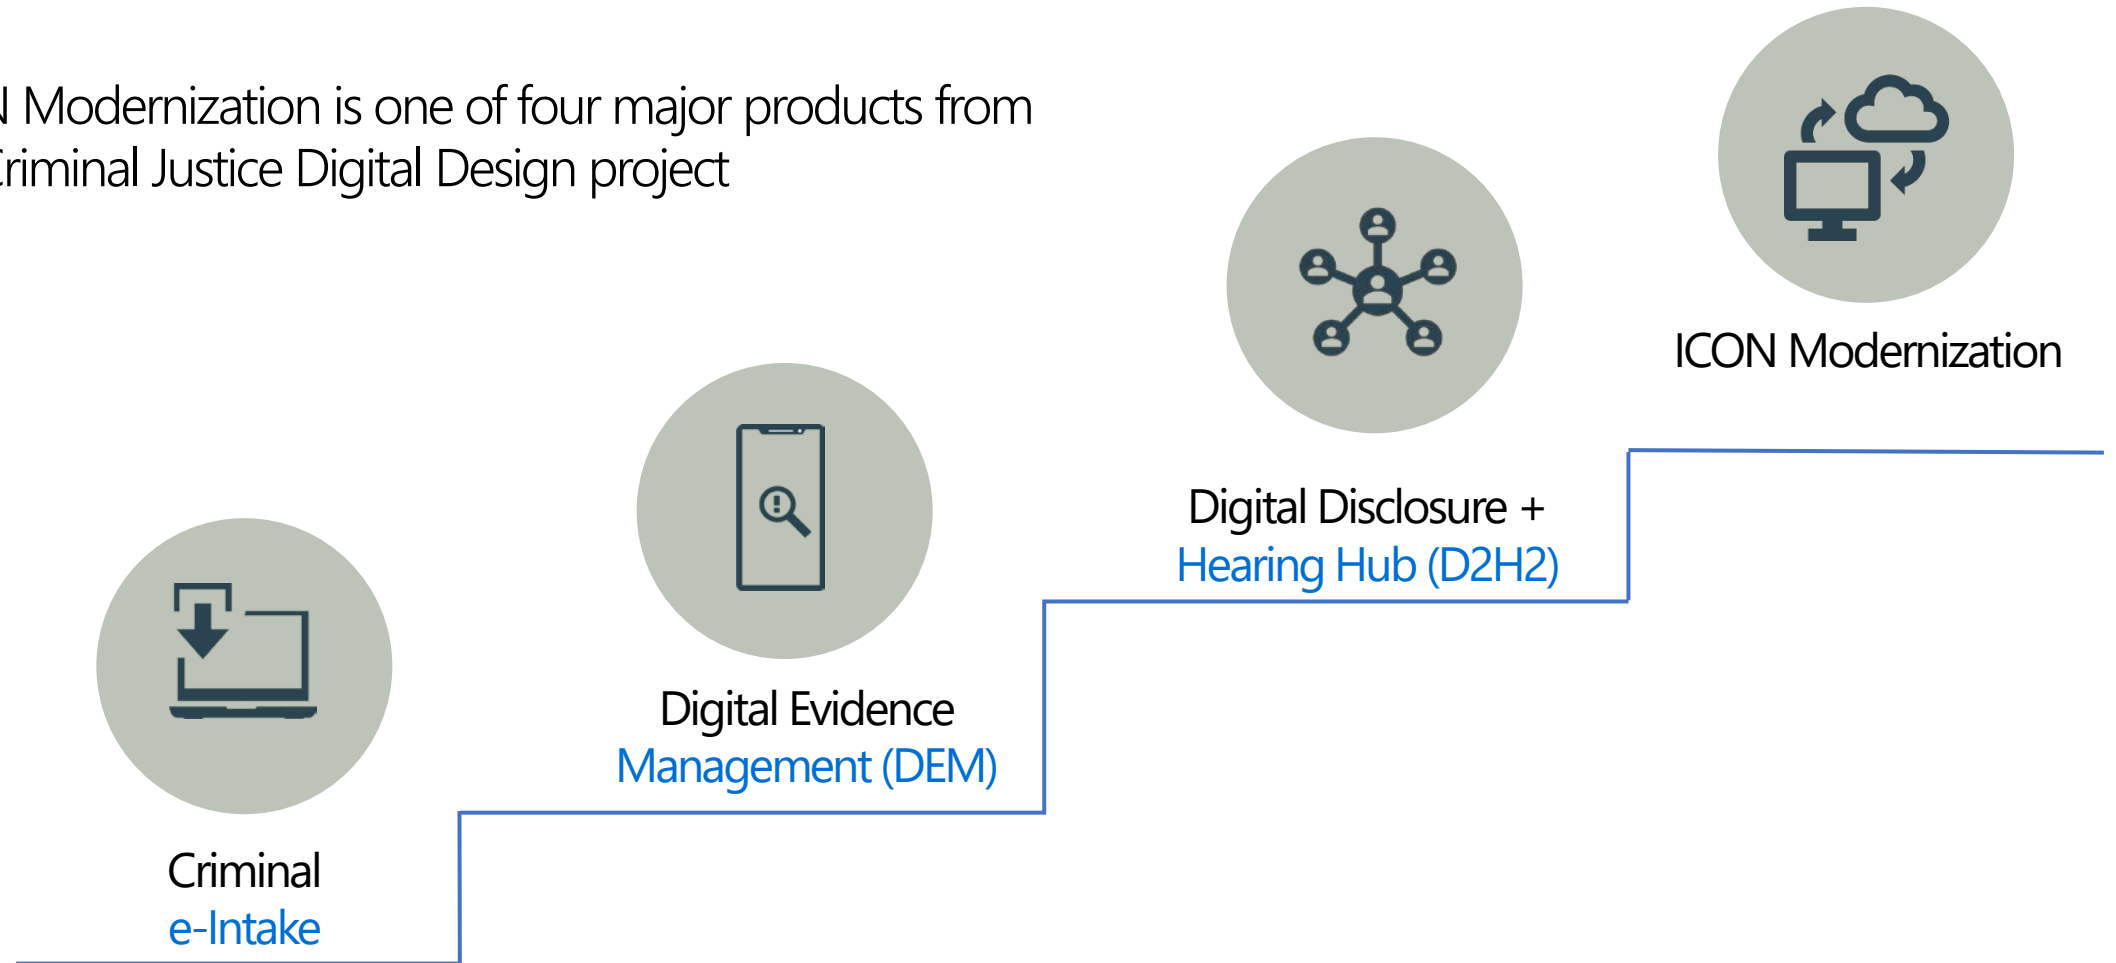 N Modernization is one of four major products from
Criminal Justice Digital Design project
ICON Modernization
Digital Disclosure +
Hearing Hub (D2H2)
Digital Evidence
Management (DEM)
Criminal
e-Intake